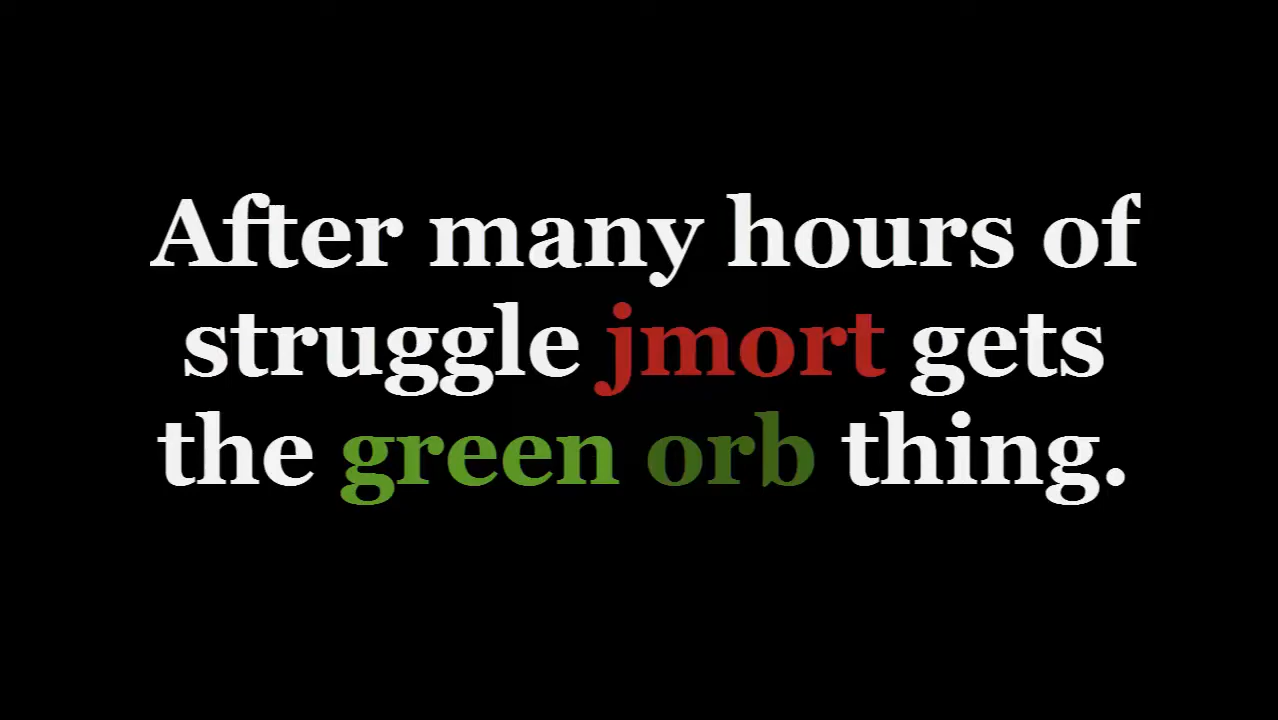 After many hours of
struggle jmort gets
the green orb thing.